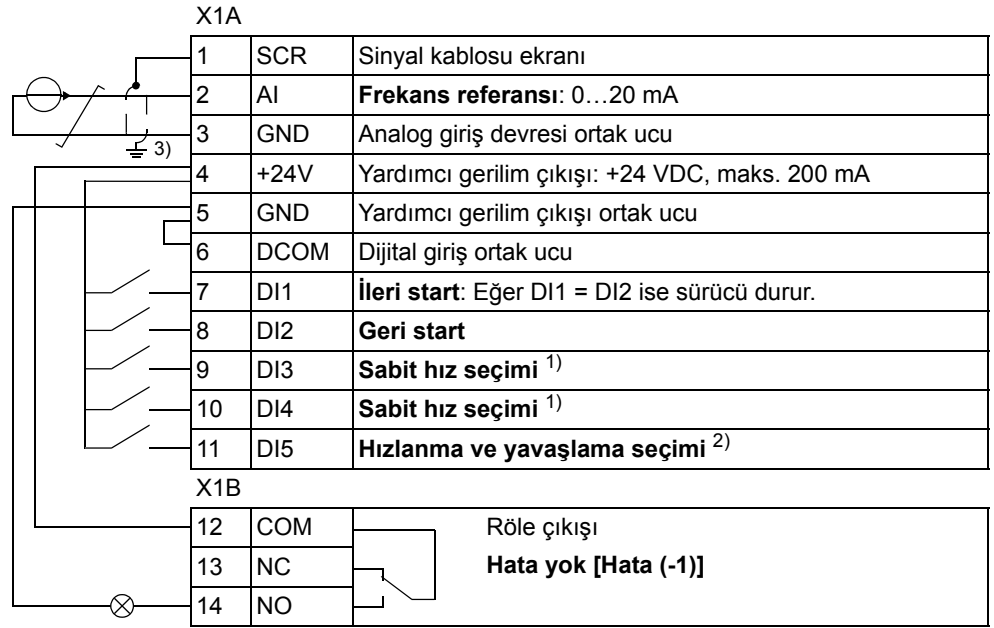 X1A
1 SCR Sinyal kablosu ekranı
2 AI Frekans referansı: 0…20 mA
3 GND Analog giriş devresi ortak ucu
3)
4 +24V Yardımcı gerilim çıkışı: +24 VDC, maks. 200 mA
5 GND Yardımcı gerilim çıkışı ortak ucu
6 DCOM Dijital giriş ortak ucu
7 DI1 İleri start: Eğer DI1 = DI2 ise sürücü durur.
8 DI2 Geri start
9 DI3 Sabit hız seçimi 1)
10 DI4 Sabit hız seçimi 1)
11 DI5 Hızlanma ve yavaşlama seçimi 2)
X1B
12 COM Röle çıkışı
13 NC Hata yok [Hata (-1)]
14 NO